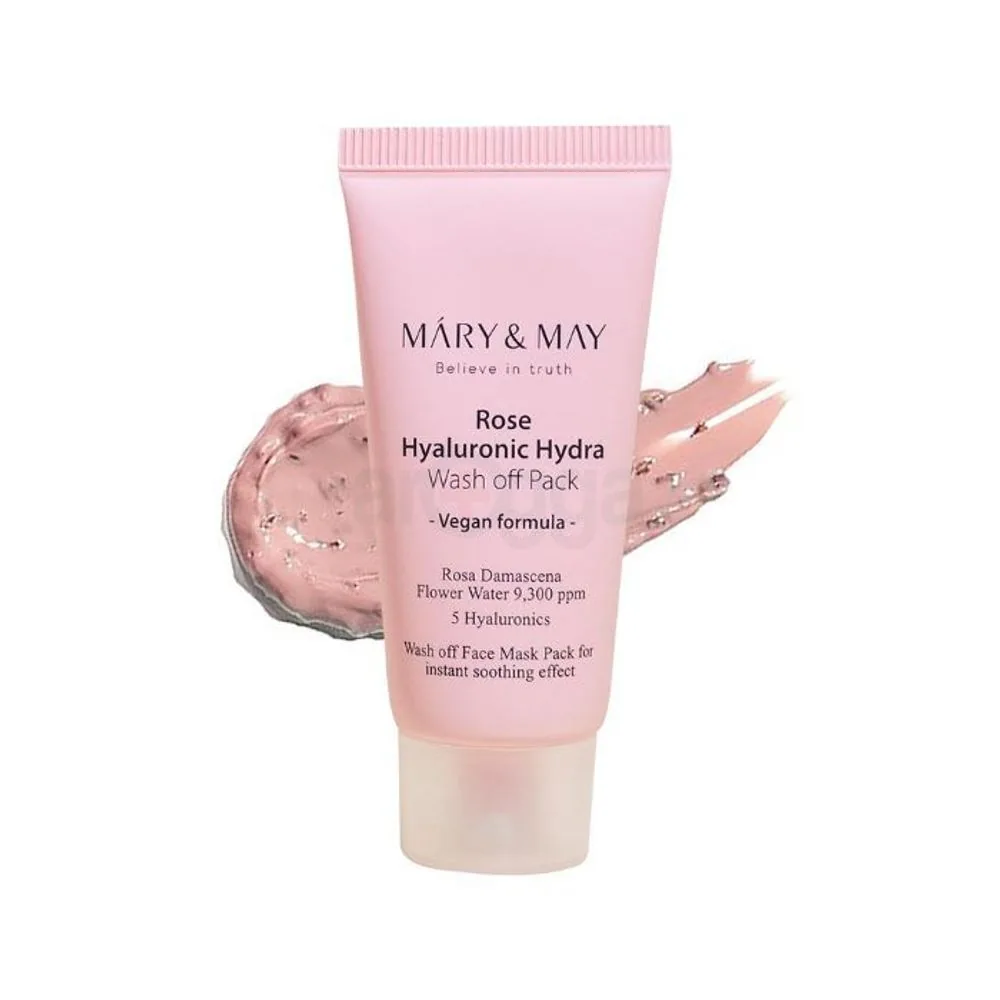 MÁRY & MAY
Believe in truth
Rose
Hyaluronic Hydra
Wash off Pack
- Vegan formula -
Rosa Damascena
Flower Water 9,300 ppm
5 Hyaluronics
Wash off Face Mask Pack for
instant soothing effect